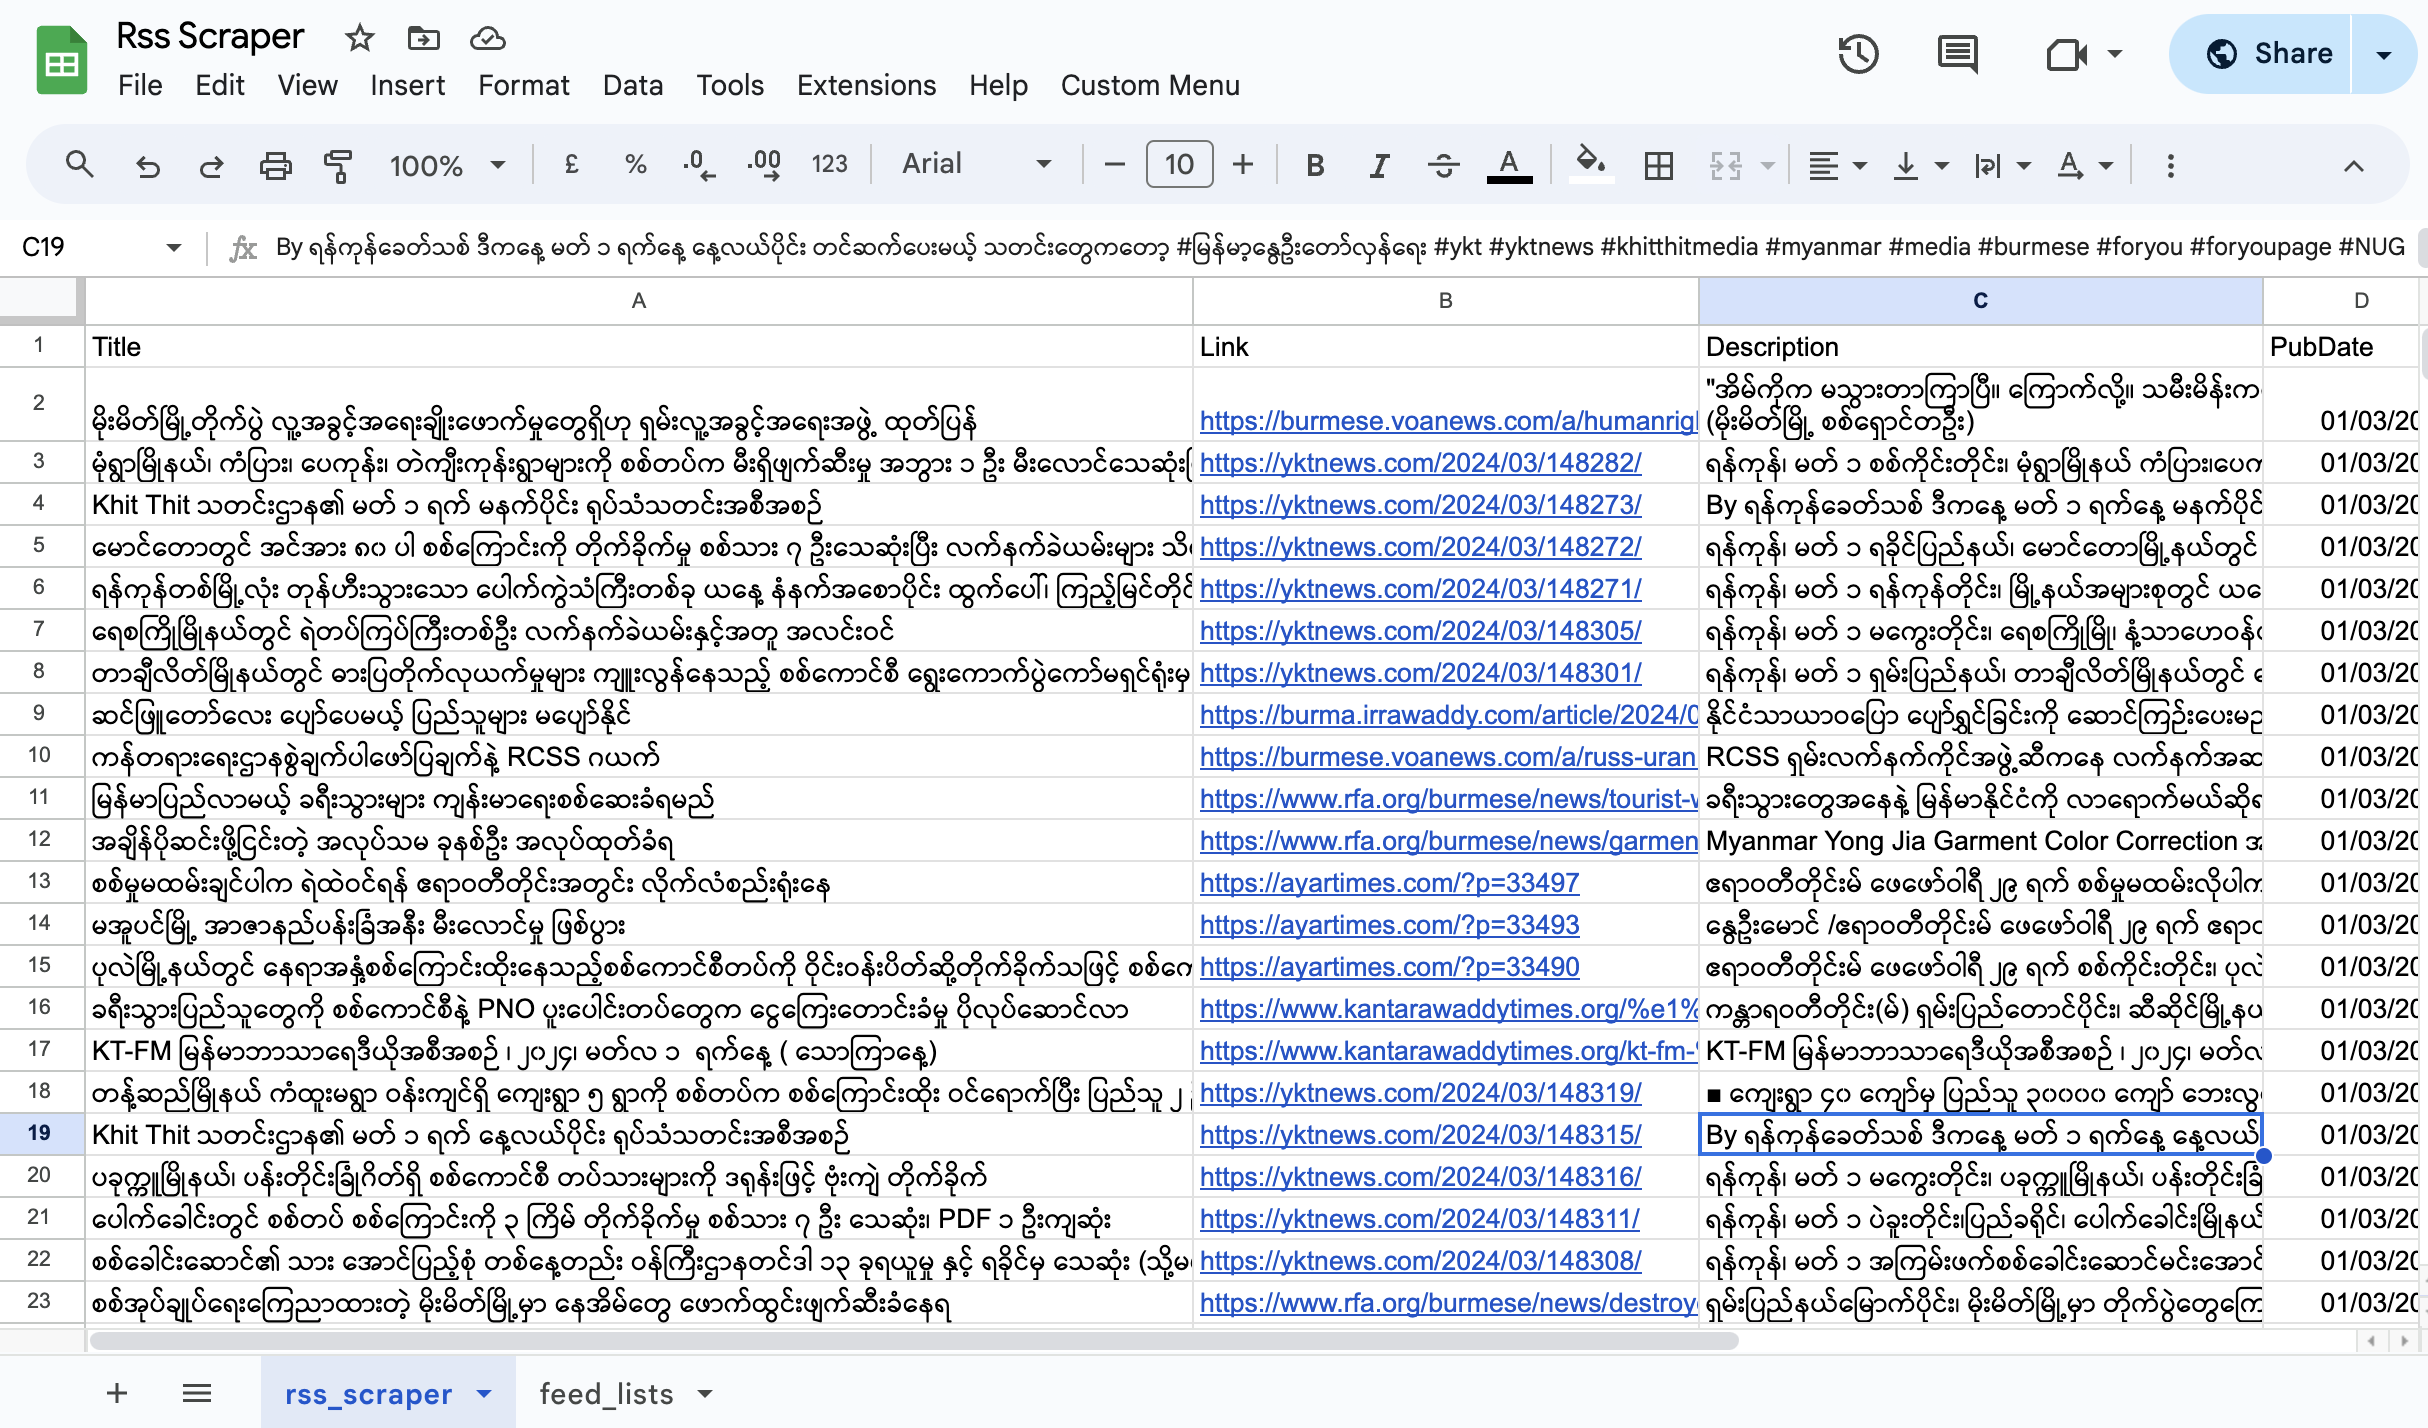 Rss Scraper
File Edit View Insert Format Data Tools Extensions Help Custom Menu
Share
100% £ % .0 .00 123 Arial 10 B I A
C19 fx By ရန်ကုန်ခေတ်သစ် ဒီကနေ့ မတ် ၁ ရက်နေ့ နေ့လယ်ပိုင်း တင်ဆက်ပေးမယ့် သတင်းတွေကတော့ #မြန်မာ့နွေဦးတော်လှန်ရေး #ykt #yktnews #khitthitmedia #myanmar #media #burmese #foryou #foryoupage #NUG
A B C D
1 Title Link Description PubDate
2 မိုးမိတ်မြို့တိုက်ပွဲ လူ့အခွင့်အရေးချိုးဖောက်မှုတွေရှိဟု ရှမ်းလူ့အခွင့်အရေးအဖွဲ့ ထုတ်ပြန် https://burmese.voanews.com/a/humanrigh "အိမ်ကိုက မသွားတာကြာပြီ။ ကြောက်လို့။ သမီးမိန်းက
(မိုးမိတ်မြို့ စစ်ရှောင်တဦး) 01/03/20
3 မုံရွာမြို့နယ်၊ ကံပြား၊ ပေကုန်း၊ တဲကျီးကုန်းရွာများကို စစ်တပ်က မီးရှို့ဖျက်ဆီးမှု အဘွား ၁ ဦး မီးလောင်သေဆုံး https://yktnews.com/2024/03/148282/ ရန်ကုန်၊ မတ် ၁ စစ်ကိုင်းတိုင်း၊ မုံရွာမြို့နယ် ကံပြား၊ပေက 01/03/20
4 Khit Thit သတင်းဌာန၏ မတ် ၁ ရက် မနက်ပိုင်း ရုပ်သံသတင်းအစီအစဉ် https://yktnews.com/2024/03/148273/ By ရန်ကုန်ခေတ်သစ် ဒီကနေ့ မတ် ၁ ရက်နေ့ မနက်ပိုင် 01/03/20
5 မောင်တောတွင် အင်အား ၈၀ ပါ စစ်ကြောင်းကို တိုက်ခိုက်မှု စစ်သား ၇ ဦးသေဆုံးပြီး လက်နက်ခဲယမ်းများ သိ https://yktnews.com/2024/03/148272/ ရန်ကုန်၊ မတ် ၁ ရခိုင်ပြည်နယ်၊ မောင်တောမြို့နယ်တွင် 01/03/20
6 ရန်ကုန်တစ်မြို့လုံး တုန်ဟီးသွားသော ပေါက်ကွဲသံကြီးတစ်ခု ယနေ့ နံနက်အစောပိုင်း ထွက်ပေါ်၊ ကြည့်မြင်တိုင် https://yktnews.com/2024/03/148271/ ရန်ကုန်၊ မတ် ၁ ရန်ကုန်တိုင်း၊ မြို့နယ်အများစုတွင် ယ 01/03/20
7 ရေစကြိုမြို့နယ်တွင် ရဲတပ်ကြပ်ကြီးတစ်ဦး လက်နက်ခဲယမ်းနှင့်အတူ အလင်းဝင် https://yktnews.com/2024/03/148305/ ရန်ကုန်၊ မတ် ၁ မကွေးတိုင်း၊ ရေစကြိုမြို့၊ နံ့သာဟေဝန် 01/03/20
8 တာချီလိတ်မြို့နယ်တွင် ဓားပြတိုက်လုယက်မှုများ ကျူးလွန်နေသည့် စစ်ကောင်စီ ရွေးကောက်ပွဲကော်မရှင်ရုံးမှ https://yktnews.com/2024/03/148301/ ရန်ကုန်၊ မတ် ၁ ရှမ်းပြည်နယ်၊ တာချီလိတ်မြို့နယ်တွင် 01/03/20
9 ဆင်ဖြူတော်လေး ပျော်ပေမယ့် ပြည်သူများ မပျော်နိုင် https://burma.irrawaddy.com/article/2024/0 နိုင်ငံသာယာဝပြော ပျော်ရွှင်ခြင်းကို ဆောင်ကြဉ်းပေးမည 01/03/20
10 ကန်တရားရေးဌာနစွဲချက်ပါဖော်ပြချက်နဲ့ RCSS ဂယက် https://burmese.voanews.com/a/russ-uran RCSS ရှမ်းလက်နက်ကိုင်အဖွဲ့ဆီကနေ လက်နက်အဆ 01/03/20
11 မြန်မာပြည်လာမယ့် ခရီးသွားများ ကျန်းမာရေးစစ်ဆေးခံရမည် https://www.rfa.org/burmese/news/tourist-w ခရီးသွားတွေအနေနဲ့ မြန်မာနိုင်ငံကို လာရောက်မယ်ဆိုရ 01/03/20
12 အချိန်ပိုဆင်းဖို့ငြင်းတဲ့ အလုပ်သမ ခုနစ်ဦး အလုပ်ထုတ်ခံရ https://www.rfa.org/burmese/news/garmen Myanmar Yong Jia Garment Color Correction အ 01/03/20
13 စစ်မှုမထမ်းချင်ပါက ရဲထဲဝင်ရန် ဧရာဝတီတိုင်းအတွင်း လိုက်လံစည်းရုံးနေ https://ayartimes.com/?p=33497 ဧရာဝတီတိုင်းမ် ဖေဖော်ဝါရီ ၂၉ ရက် စစ်မှုမထမ်းလိုပါက 01/03/20
14 မအူပင်မြို့ အာဇာနည်ပန်းခြံအနီး မီးလောင်မှု ဖြစ်ပွား https://ayartimes.com/?p=33493 နွေဦးမောင် /ဧရာဝတီတိုင်းမ် ဖေဖော်ဝါရီ ၂၉ ရက် ဧရာဝ 01/03/20
15 ပုလဲမြို့နယ်တွင် နေရာအနှံ့စစ်ကြောင်းထိုးနေသည့်စစ်ကောင်စီတပ်ကို ဝိုင်းဝန်းပိတ်ဆို့တိုက်ခိုက်သဖြင့် စစ်ကေ https://ayartimes.com/?p=33490 ဧရာဝတီတိုင်းမ် ဖေဖော်ဝါရီ ၂၉ ရက် စစ်ကိုင်းတိုင်း၊ ပုလဲ 01/03/20
16 ခရီးသွားပြည်သူတွေကို စစ်ကောင်စီနဲ့ PNO ပူးပေါင်းတပ်တွေက ငွေကြေးတောင်းခံမှု ပိုလုပ်ဆောင်လာ https://www.kantarawaddytimes.org/%e1% ကန္တာရဝတီတိုင်း(မ်) ရှမ်းပြည်တောင်ပိုင်း၊ ဆီဆိုင်မြို့နယ 01/03/20
17 KT-FM မြန်မာဘာသာရေဒီယိုအစီအစဉ် ၊ ၂၀၂၄၊ မတ်လ ၁ ရက်နေ့ ( သောကြာနေ့) https://www.kantarawaddytimes.org/kt-fm-% KT-FM မြန်မာဘာသာရေဒီယိုအစီအစဉ် ၊ ၂၀၂၄၊ မတ်လ 01/03/20
18 တန့်ဆည်မြို့နယ် ကံထူးမရွာ ဝန်းကျင်ရှိ ကျေးရွာ ၅ ရွာကို စစ်တပ်က စစ်ကြောင်းထိုး ဝင်ရောက်ပြီး ပြည်သူ ၂ https://yktnews.com/2024/03/148319/ ■ ကျေးရွာ ၄၀ ကျော်မှ ပြည်သူ ၃၀၀၀၀ ကျော် ဘေးလွ 01/03/20
19 Khit Thit သတင်းဌာန၏ မတ် ၁ ရက် နေ့လယ်ပိုင်း ရုပ်သံသတင်းအစီအစဉ် https://yktnews.com/2024/03/148315/ By ရန်ကုန်ခေတ်သစ် ဒီကနေ့ မတ် ၁ ရက်နေ့ နေ့လယ် 01/03/20
20 ပခုက္ကူမြို့နယ်၊ ပန်းတိုင်းခြုံဂိတ်ရှိ စစ်ကောင်စီ တပ်သားများကို ဒရုန်းဖြင့် ဗုံးကျဲ တိုက်ခိုက် https://yktnews.com/2024/03/148316/ ရန်ကုန်၊ မတ် ၁ မကွေးတိုင်း၊ ပခုက္ကူမြို့နယ်၊ ပန်းတိုင်းခြုံ 01/03/20
21 ပေါက်ခေါင်းတွင် စစ်တပ် စစ်ကြောင်းကို ၃ ကြိမ် တိုက်ခိုက်မှု စစ်သား ၇ ဦး သေဆုံး၊ PDF ၁ ဦးကျဆုံး https://yktnews.com/2024/03/148311/ ရန်ကုန်၊ မတ် ၁ ပဲခူးတိုင်း၊ပြည်ခရိုင်၊ ပေါက်ခေါင်းမြို့နယ် 01/03/20
22 စစ်ခေါင်းဆောင်၏ သား အောင်ပြည့်စုံ တစ်နေ့တည်း ဝန်ကြီးဌာနတင်ဒါ ၁၃ ခုရယူမှု နှင့် ရခိုင်မှ သေဆုံး (သို့မ https://yktnews.com/2024/03/148308/ ရန်ကုန်၊ မတ် ၁ အကြမ်းဖက်စစ်ခေါင်းဆောင်မင်းအောင် 01/03/20
23 စစ်အုပ်ချုပ်ရေးကြေညာထားတဲ့ မိုးမိတ်မြို့မှာ နေအိမ်တွေ ဖောက်ထွင်းဖျက်ဆီးခံနေရ https://www.rfa.org/burmese/news/destroy ရှမ်းပြည်နယ်မြောက်ပိုင်း၊ မိုးမိတ်မြို့မှာ တိုက်ပွဲတွေကြေ 01/03/20
rss_scraper feed_lists